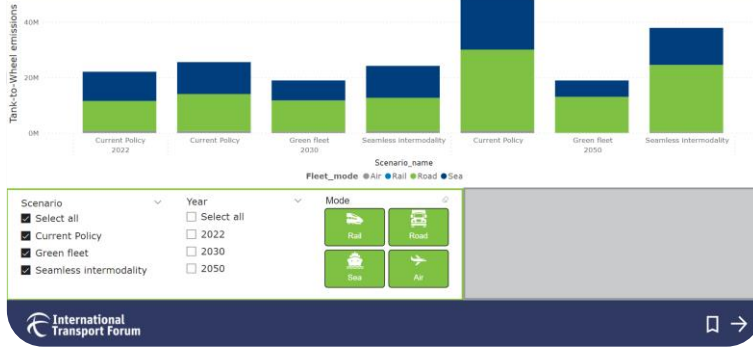 Tank-to-Wheel emissions
40M
20M
0M
Current Policy Current Policy Green fleet Seamless intermodality Current Policy Green fleet Seamless intermodality
2022 2030 2050
Scenario_name
Fleet_mode Air Rail Road Sea
Scenario Year Mode
Select all Select all
Current Policy 2022
Green fleet 2030
Seamless intermodality 2050
Rail Road
Sea Air
International
Transport Forum